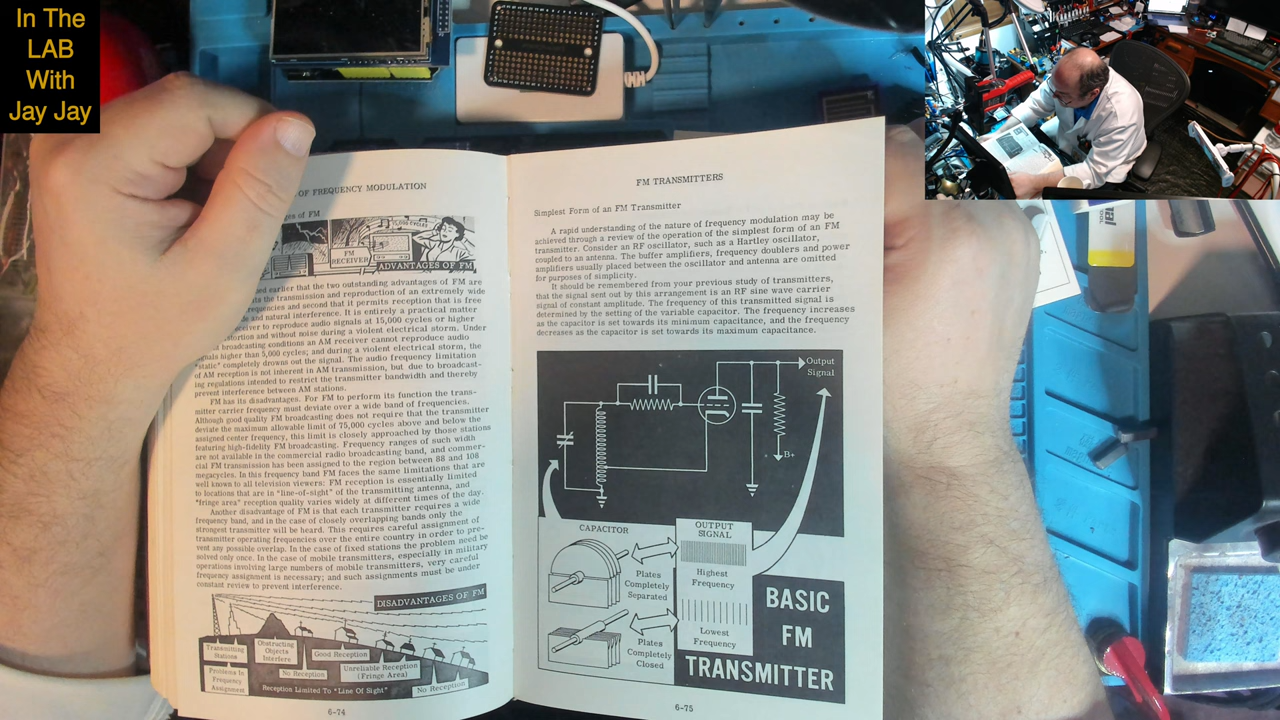 In The
LAB
With
Jay Jay
OF FREQUENCY MODULATION
ges of FM
FM
RECEIVER
ADVANTAGES OF FM
earlier that the two outstanding advantages of FM are
the transmission and reproduction of an extremely wide
requencies and second that it permits reception that is free
and natural interference. It is entirely a practical matter
ceiver to reproduce audio signals at 15,000 cycles or higher
stortion and without noise during a violent electrical storm. Under
broadcasting conditions an AM receiver cannot reproduce audio
signals higher than 5,000 cycles; and during a violent electrical storm, the
"static" completely drowns out the signal. The audio frequency limitation
of AM reception is not inherent in AM transmission, but due to broadcast-
ing regulations intended to restrict the transmitter bandwidth and thereby
prevent interference between AM stations.
FM has its disadvantages. For FM to perform its function the trans-
mitter carrier frequency must deviate over a wide band of frequencies.
Although good quality FM broadcasting does not require that the transmitter
deviate the maximum allowable limit of 75,000 cycles above and below the
assigned center frequency, this limit is closely approached by those stations
featuring high-fidelity FM broadcasting. Frequency ranges of such width
are not available in the commercial radio broadcasting band, and commer-
cial FM transmission has been assigned to the region between 88 and 108
megacycles. In this frequency band FM faces the same limitations that are
well known to all television viewers: FM reception is essentially limited
to locations that are in "line-of-sight" of the transmitting antenna, and
"fringe area" reception quality varies widely at different times of the day.
Another disadvantage of FM is that each transmitter requires a wide
frequency band, and in the case of closely overlapping bands only the
strongest transmitter will be heard. This requires careful assignment of
transmitter operating frequencies over the entire country in order to pre-
vent any possible overlap. In the case of fixed stations the problem need be
solved only once. In the case of mobile transmitters, especially in military
operations involving large numbers of mobile transmitters, very careful
frequency assignment is necessary; and such assignments must be under
constant review to prevent interference.
DISADVANTAGES OF FM
Transmitting
Stations
Obstructing
Objects
Interfere
Good Reception
No Reception
Unreliable Reception
(Fringe Area)
Problems In
Frequency
Assignment
Reception Limited To "Line Of Sight"
No Reception
6-74
FM TRANSMITTERS
Simplest Form of an FM Transmitter
A rapid understanding of the nature of frequency modulation may be
achieved through a review of the operation of the simplest form of an FM
transmitter. Consider an RF oscillator, such as a Hartley oscillator,
coupled to an antenna. The buffer amplifiers, frequency doublers and power
amplifiers usually placed between the oscillator and antenna are omitted
for purposes of simplicity.
It should be remembered from your previous study of transmitters,
that the signal sent out by this arrangement is an RF sine wave carrier
signal of constant amplitude. The frequency of this transmitted signal is
determined by the setting of the variable capacitor. The frequency increases
as the capacitor is set towards its minimum capacitance, and the frequency
decreases as the capacitor is set towards its maximum capacitance.
Output
Signal
B+
CAPACITOR
OUTPUT
SIGNAL
Plates
Completely
Separated
Highest
Frequency
Plates
Completely
Closed
Lowest
Frequency
BASIC
FM
TRANSMITTER
6-75